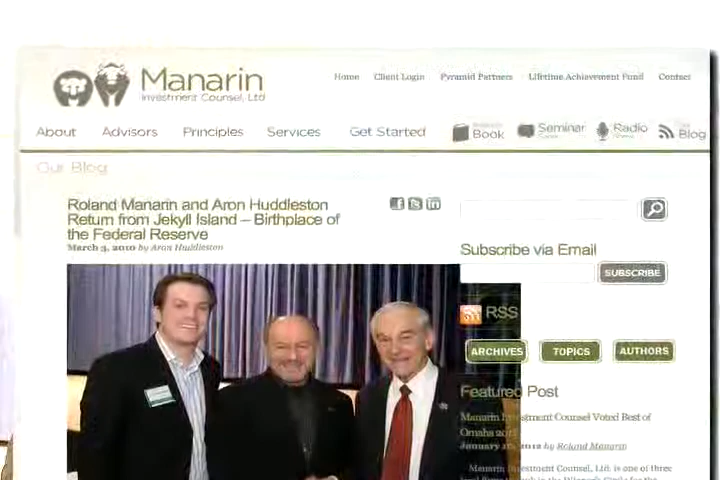 Manarin
Investment Counsel, Ltd
Home Client Login Pyramid Partners Lifetime Achievement Fund Contact
About Advisors Principles Services Get Started Book Seminar Radio Blog
Our Blog
Roland Manarin and Aron Huddleston
Return from Jekyll Island – Birthplace of
the Federal Reserve
March 3, 2010 by Aron Huddleston
Subscribe via Email
SUBSCRIBE
RSS
ARCHIVES TOPICS AUTHORS
Featured Post
Manarin Investment Counsel Voted Best of
Omaha
by Roland Manarin
Manarin Investment Counsel, Ltd. is one of three